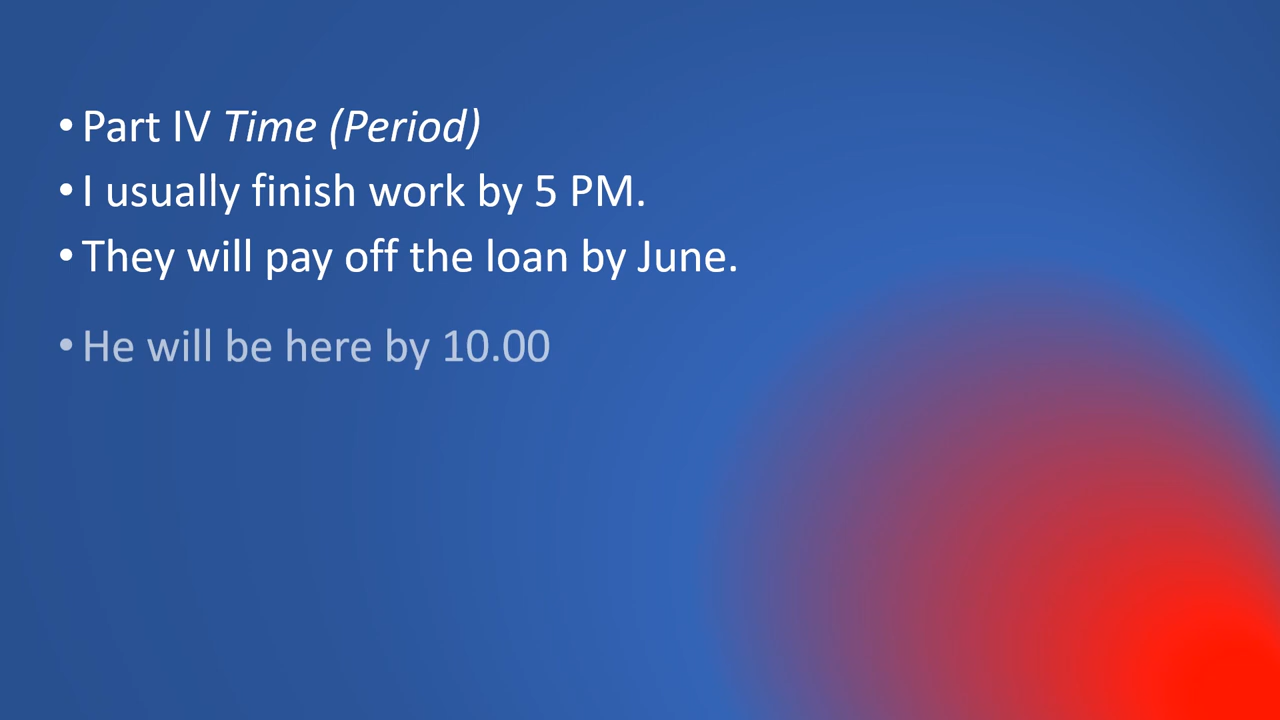 • Part IV Time (Period)
• I usually finish work by 5 PM.
• They will pay off the loan by June.
• He will be here by 10.00